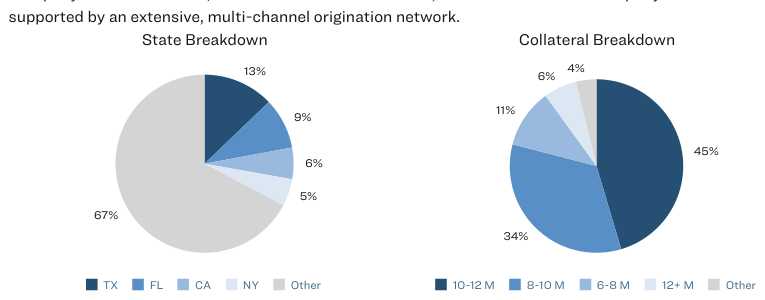 supported by an extensive, multi-channel origination network.
State Breakdown
13%
9%
6%
5%
67%
TX FL CA NY Other
Collateral Breakdown
4%
6%
11%
45%
34%
10-12 M 8-10 M 6-8 M 12+ M Other